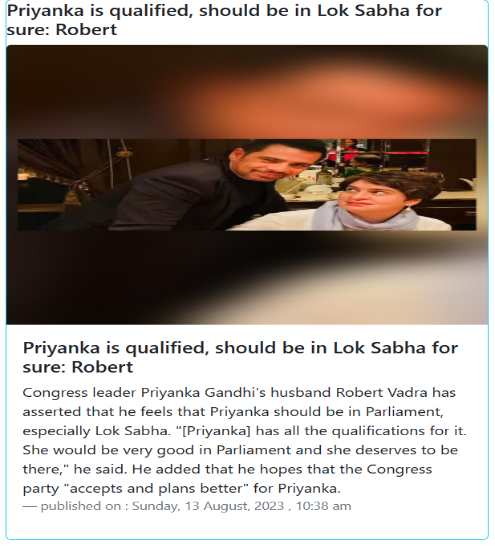 Priyanka is qualified, should be in Lok Sabha for
sure: Robert
Priyanka is qualified, should be in Lok Sabha for
sure: Robert
Congress leader Priyanka Gandhi's husband Robert Vadra has
asserted that he feels that Priyanka should be in Parliament,
especially Lok Sabha. "[Priyanka] has all the qualifications for it.
She would be very good in Parliament and she deserves to be
there," he said. He added that he hopes that the Congress
party "accepts and plans better" for Priyanka.
— published on : Sunday, 13 August, 2023 , 10:38 am